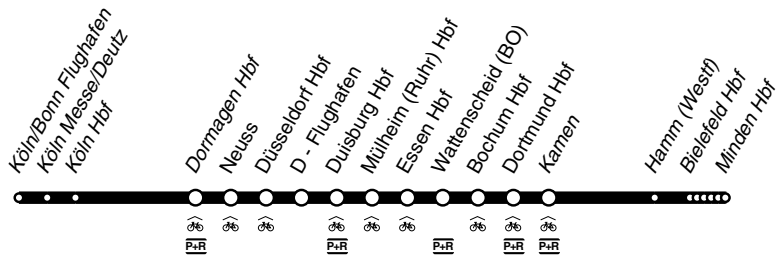 Köln/Bonn Flughafen
Köln Messe/Deutz
Köln Hbf
Dormagen Hbf
Neuss
Düsseldorf Hbf
D - Flughafen
Duisburg Hbf
Mülheim (Ruhr) Hbf
Essen Hbf
Wattenscheid (BO)
Bochum Hbf
Dortmund Hbf
Kamen
Hamm (Westf)
Bielefeld Hbf
Minden Hbf
P+R P+R P+R P+R P+R